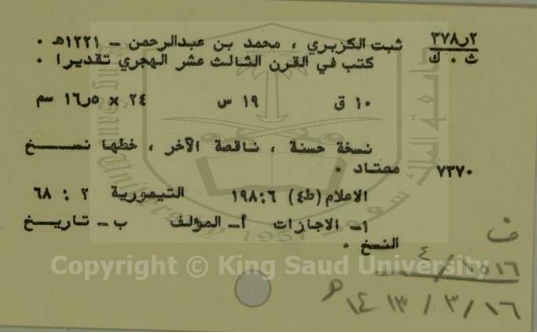 ٢ر٣٧٨ ثبت الكزبري ، محمد بن عبدالرحمن - ١٢٢١هـ .
ث . ك كتب في القرن الثالث عشر الهجري تقديرا .
١٠ ق ١٩ س ٢٤ × ٥ر١٦ سم
نسخة حسنة ، ناقصة الآخر ، خطها نسخ
٧٣٧٠ معتاد .
الاعلام (ط٤) ٦ : ١٩٨ التيمورية ٢ : ٦٨
أ- الاجازات أ- المؤلف ب- تاريخ
النسخ .
ف
Copyright © King Saud University
١٤١٣/٣/١٦ هـ